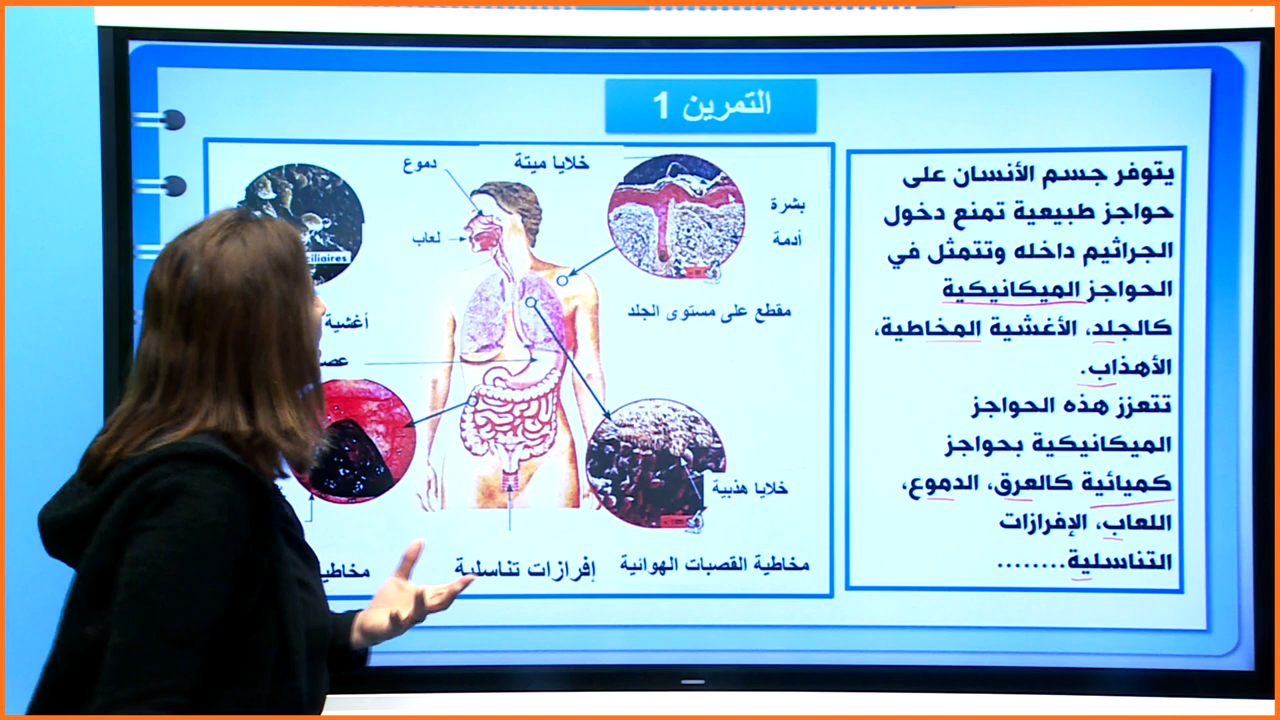 التمرين 1
يتوفر جسم الأنسان على
حواجز طبيعية تمنع دخول
الجراثيم داخله وتتمثل في
الحواجز الميكانيكية
كالجلد، الأغشية المخاطية،
الأهذاب.
تتعزز هذه الحواجز
الميكانيكية بحواجز
كميائية كالعرق، الدموع،
اللعاب، الإفرازات
التناسلية........
خلايا ميتة
دموع
بشرة
لعاب
أدمة
ciliaires
مقطع على مستوى الجلد
أغشية
خلايا هذبية
مخاطية القصبات الهوائية
إفرازات تناسلية